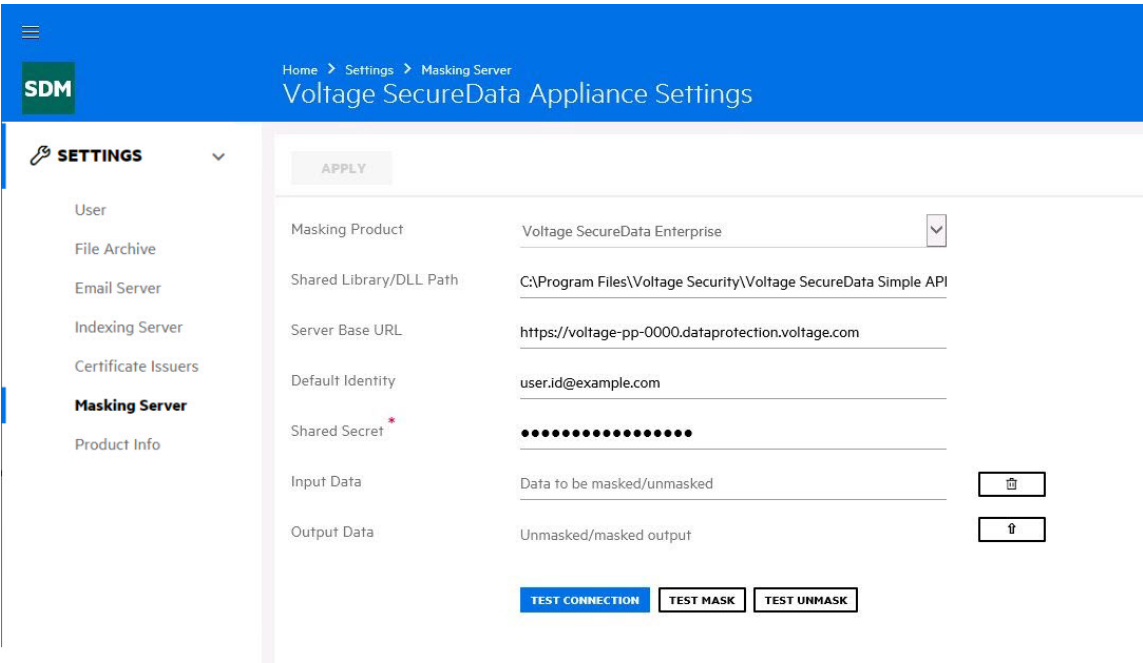 SDM
Home > Settings > Masking Server
Voltage SecureData Appliance Settings
SETTINGS
User
File Archive
Email Server
Indexing Server
Certificate Issuers
Masking Server
Product Info
APPLY
Masking Product
Voltage SecureData Enterprise
Shared Library/DLL Path
C:\Program Files\Voltage Security\Voltage SecureData Simple API
Server Base URL
https://voltage-pp-0000.dataprotection.voltage.com
Default Identity
user.id@example.com
Shared Secret *
•••••••••••••••••
Input Data
Data to be masked/unmasked
Output Data
Unmasked/masked output
TEST CONNECTION TEST MASK TEST UNMASK